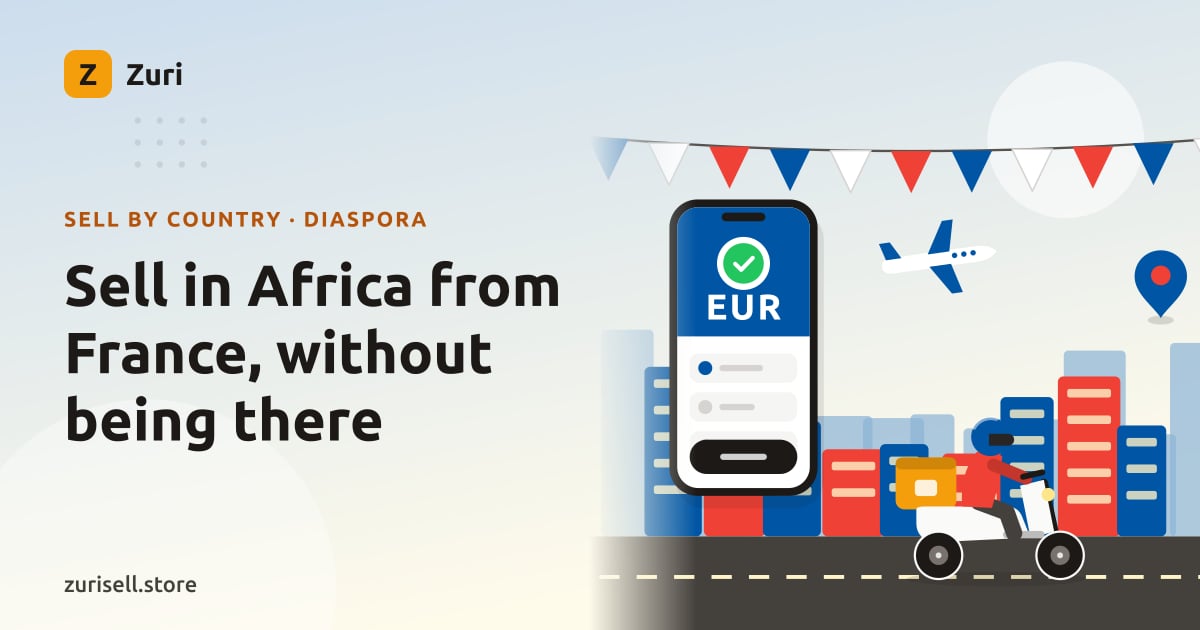 Z Zuri
SELL BY COUNTRY · DIASPORA
Sell in Africa from
France, without
being there
zurisell.store
EUR